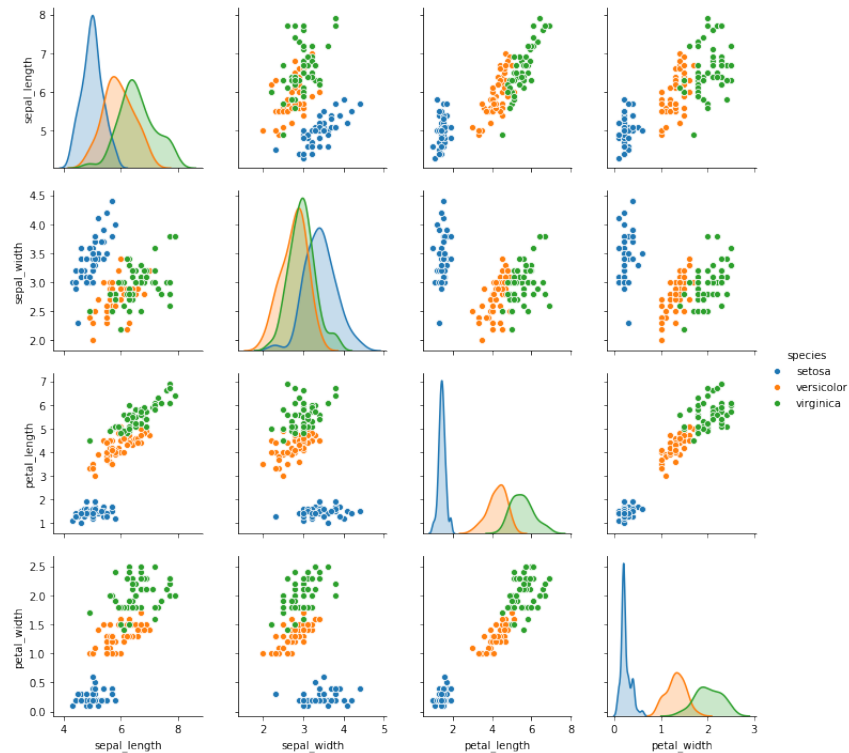 8
7
6
5
sepal_length
4.5
4.0
3.5
3.0
2.5
2.0
sepal_width
species
setosa
versicolor
virginica
7
6
5
4
3
2
1
petal_length
2.5
2.0
1.5
1.0
0.5
0.0
petal_width
4 6 8
sepal_length
2 3 4 5
sepal_width
2 4 6 8
petal_length
0 1 2 3
petal_width